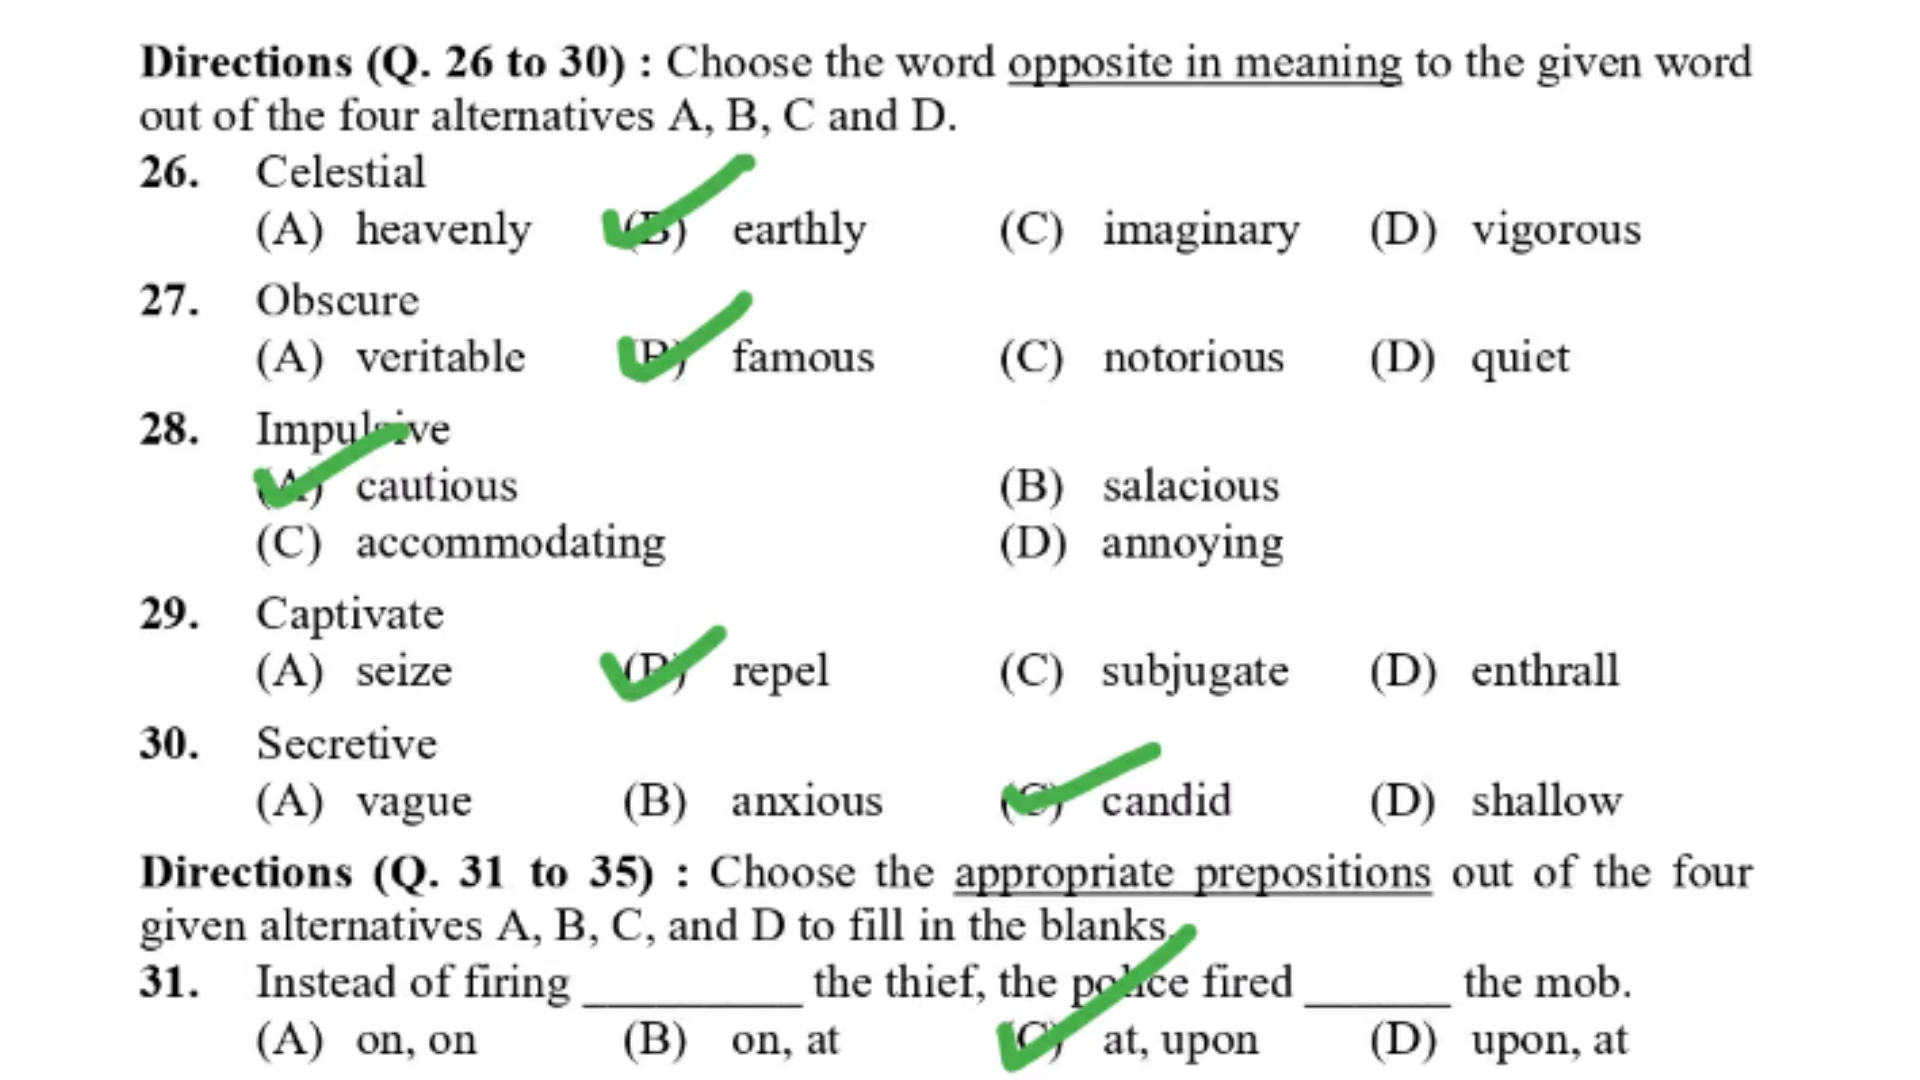 Directions (Q. 26 to 30) : Choose the word opposite in meaning to the given word
out of the four alternatives A, B, C and D.
26. Celestial
(A) heavenly (B) earthly (C) imaginary (D) vigorous
27. Obscure
(A) veritable (B) famous (C) notorious (D) quiet
28. Impulsive
(A) cautious (B) salacious
(C) accommodating (D) annoying
29. Captivate
(A) seize (B) repel (C) subjugate (D) enthrall
30. Secretive
(A) vague (B) anxious (C) candid (D) shallow
Directions (Q. 31 to 35) : Choose the appropriate prepositions out of the four
given alternatives A, B, C, and D to fill in the blanks.
31. Instead of firing _________ the thief, the police fired ______ the mob.
(A) on, on (B) on, at (C) at, upon (D) upon, at